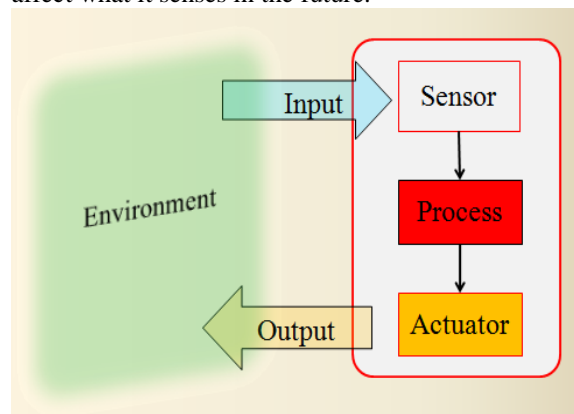 affect what it senses in the future.
Input
Sensor
Environment
Process
Output
Actuator